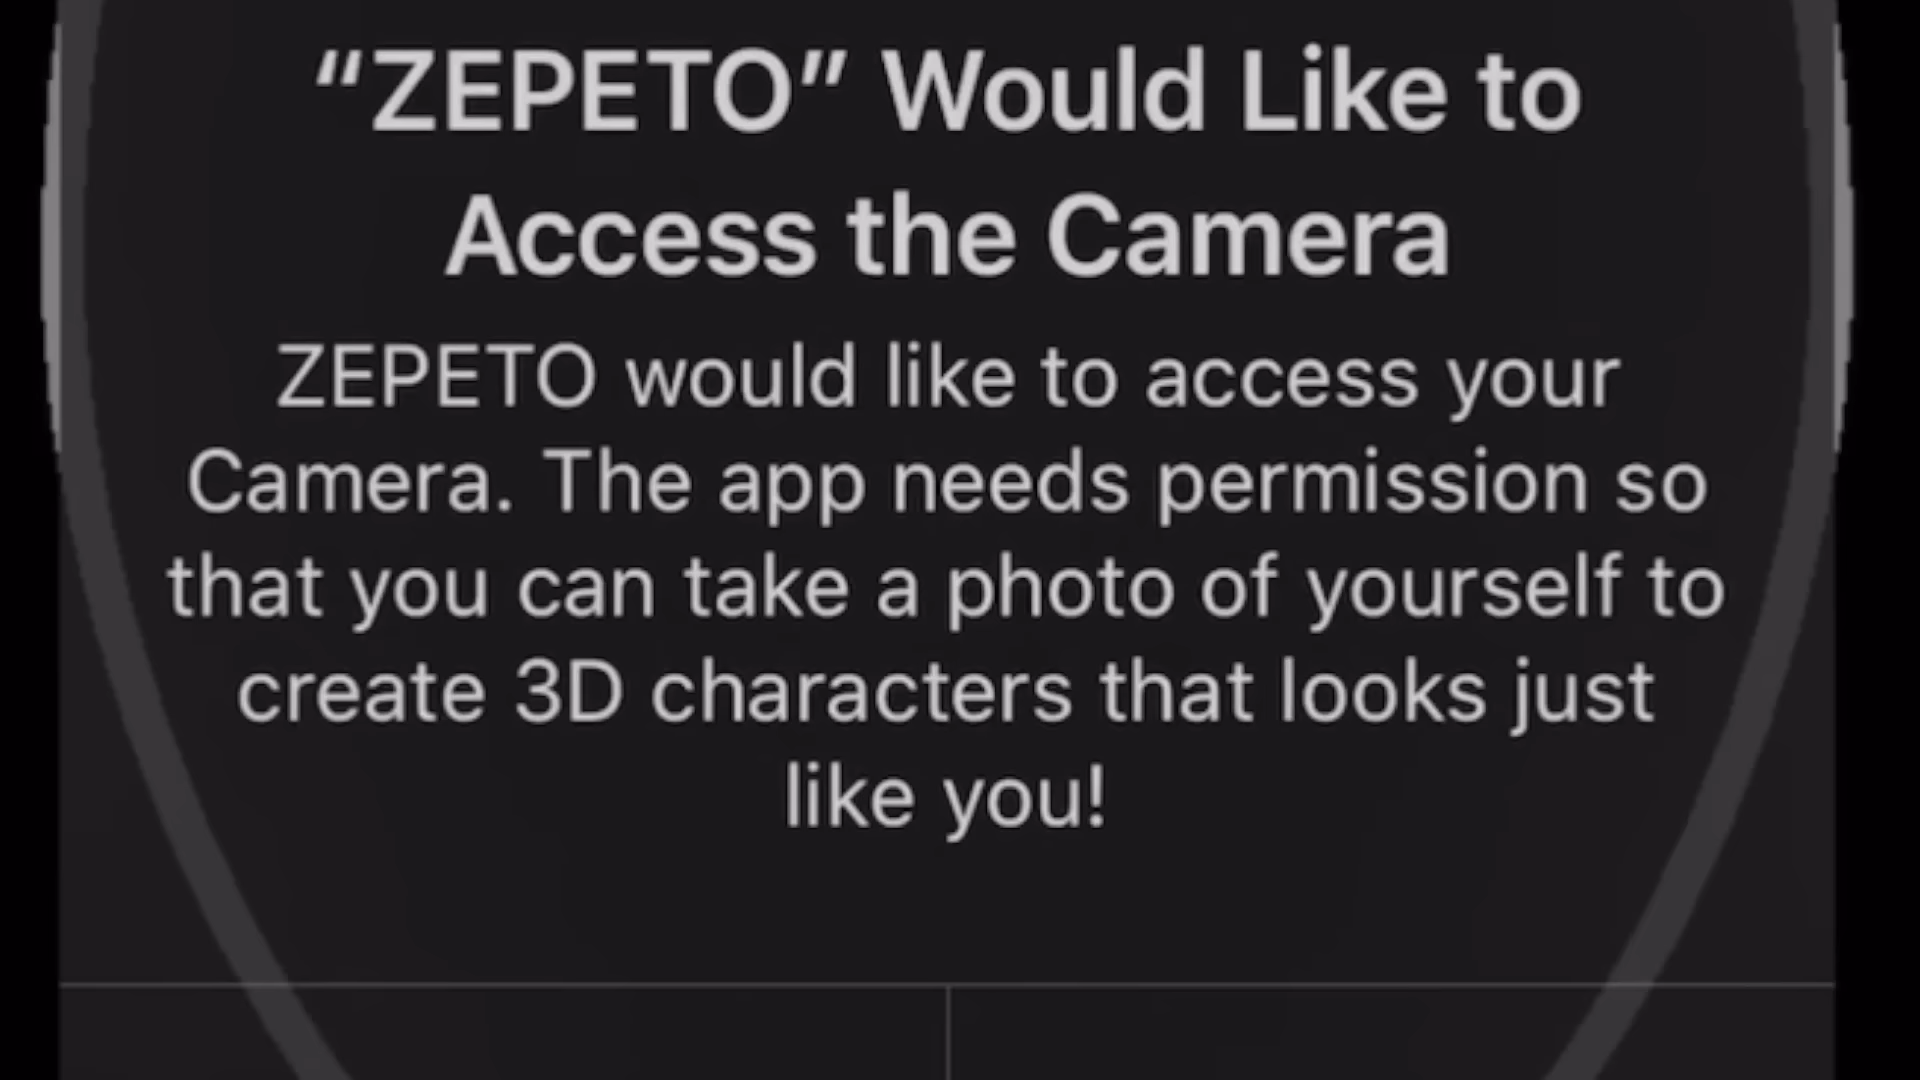 “ZEPETO” Would Like to
Access the Camera
ZEPETO would like to access your
Camera. The app needs permission so
that you can take a photo of yourself to
create 3D characters that looks just
like you!